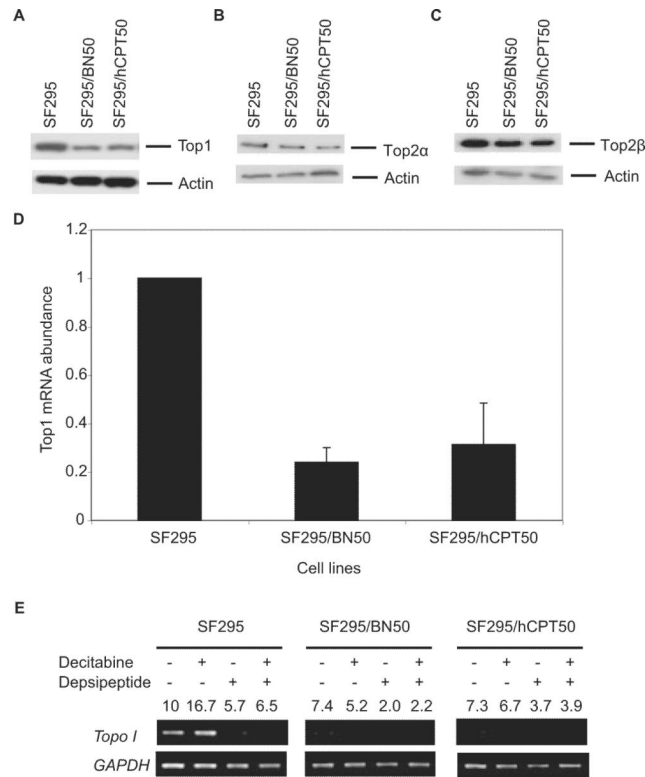 A
SF295
SF295/BN50
SF295/hCPT50
Top1
Actin
B
SF295
SF295/BN50
SF295/hCPT50
Top2α
Actin
C
SF295
SF295/BN50
SF295/hCPT50
Top2β
Actin
D
Top1 mRNA abundance
1.2
1
0.8
0.6
0.4
0.2
0
SF295 SF295/BN50 SF295/hCPT50
Cell lines
E
SF295 SF295/BN50 SF295/hCPT50
Decitabine - + - + - + - + - + - +
Depsipeptide - - + + - - + + - - + +
10 16.7 5.7 6.5 7.4 5.2 2.0 2.2 7.3 6.7 3.7 3.9
Topo I
GAPDH